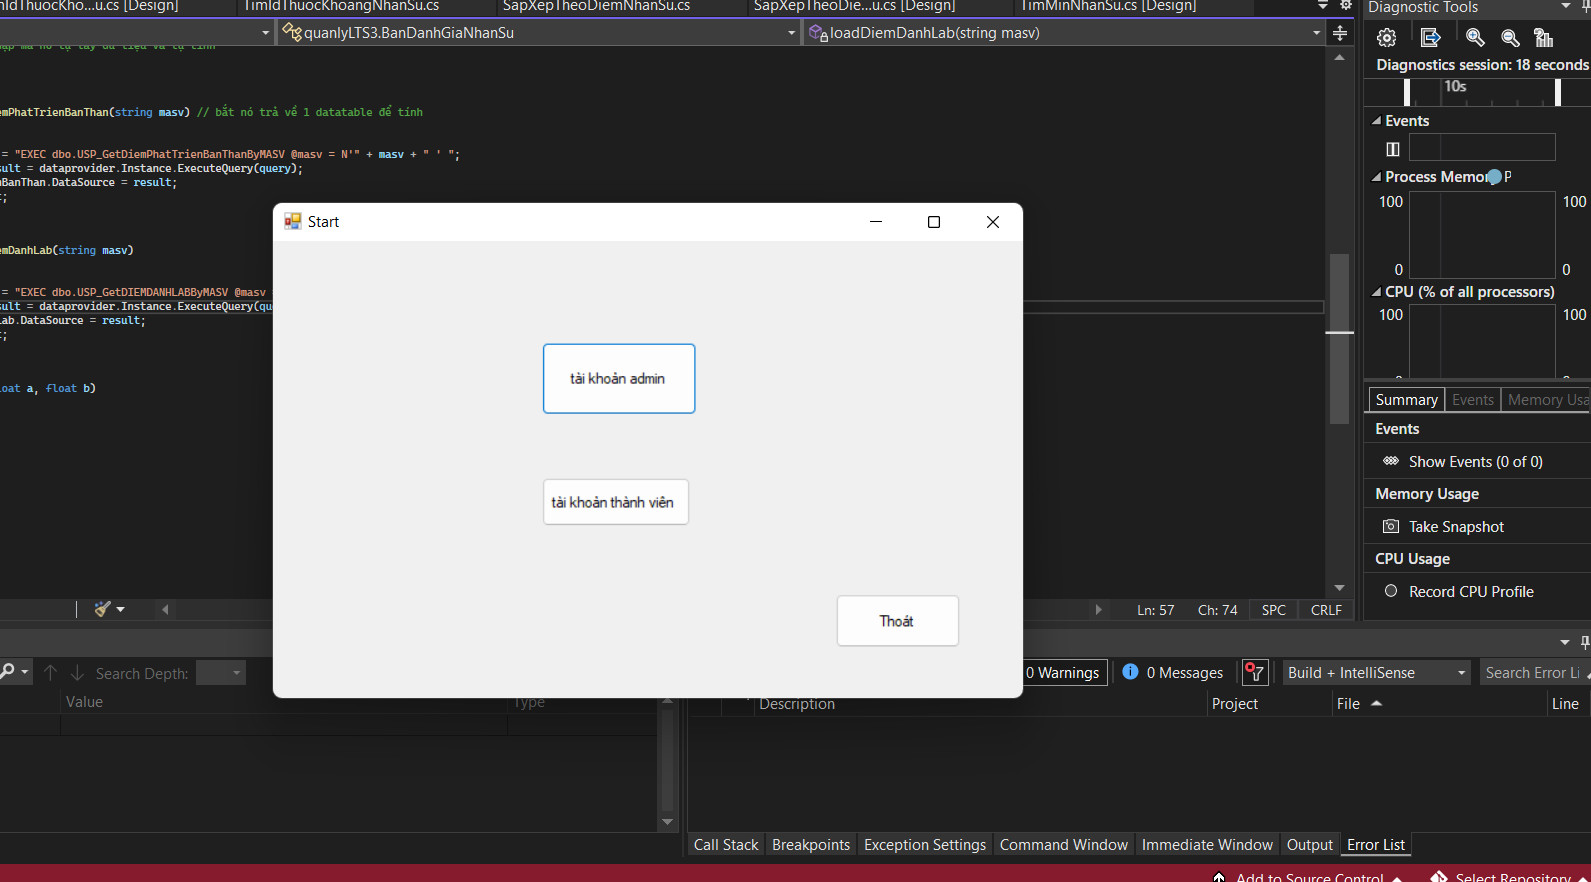 nIdThuocKho...u.cs [Design] TimIdThuocKhoangNhanSu.cs SapXepTheoDiemNhanSu.cs SapXepTheoDie...u.cs [Design] TimMinNhanSu.cs [Design]
quanlyLTS3.BanDanhGiaNhanSu loadDiemDanhLab(string masv)
emPhatTrienBanThan(string masv) // bắt nó trả về 1 datatable để tính
= "EXEC dbo.USP_GetDiemPhatTrienBanThanByMASV @masv = N'" + masv + " ' ";
sult = dataprovider.Instance.ExecuteQuery(query);
nBanThan.DataSource = result;
t;
emDanhLab(string masv)
= "EXEC dbo.USP_GetDIEMDANHLABByMASV @masv
sult = dataprovider.Instance.ExecuteQuery(qu
ab.DataSource = result;
t;
oat a, float b)
Start
tài khoản admin
tài khoản thành viên
Thoát
Diagnostic Tools
Diagnostics session: 18 seconds
10s
Events
Process Memor P
100 100
0 0
CPU (% of all processors)
100 100
Summary Events Memory Usa
Events
Show Events (0 of 0)
Memory Usage
Take Snapshot
CPU Usage
Record CPU Profile
Ln: 57 Ch: 74 SPC CRLF
Search Depth:
Value Type
0 Warnings 0 Messages Build + IntelliSense Search Error Li
Description Project File Line
Call Stack Breakpoints Exception Settings Command Window Immediate Window Output Error List
Add to Source Control Select Repository